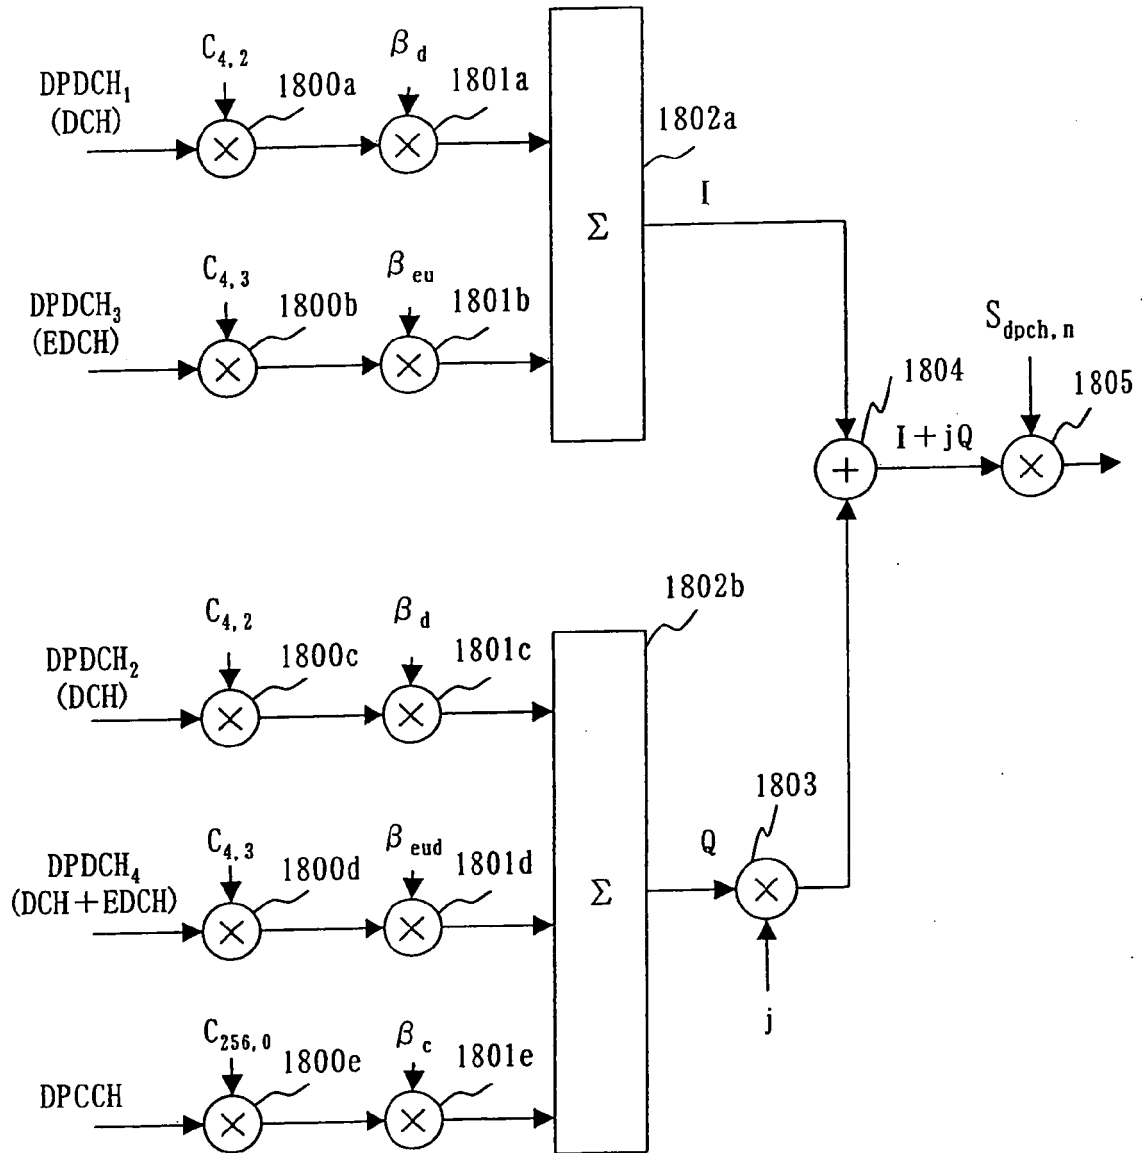 C4,2
βd
DPDCH1
(DCH)
1800a
1801a
1802a
I
Σ
C4,3
βeu
DPDCH3
(EDCH)
1800b
1801b
Sdpch,n
1804
1805
I+jQ
1802b
C4,2
βd
DPDCH2
(DCH)
1800c
1801c
1803
C4,3
βeud
DPDCH4
(DCH+EDCH)
1800d
1801d
Σ
Q
j
C256,0
βc
DPCCH
1800e
1801e